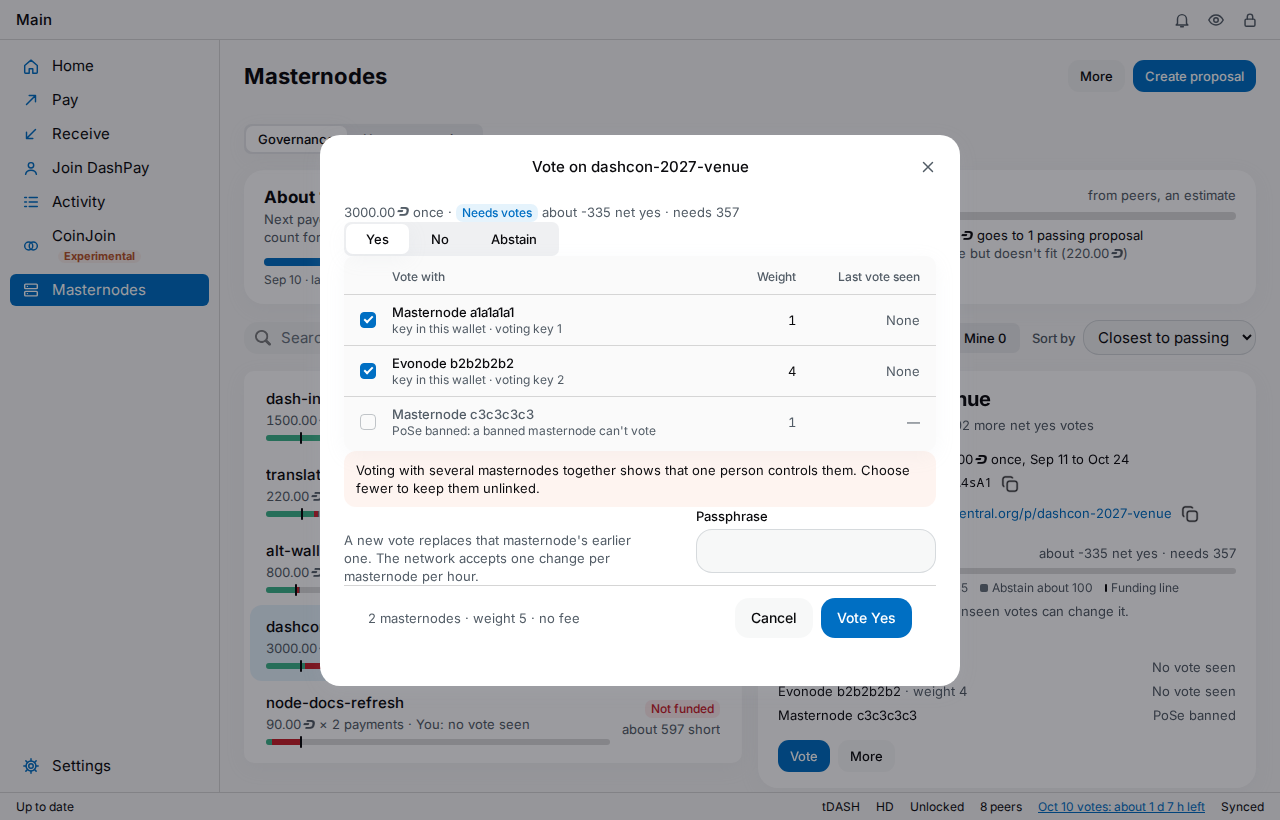 Main
Home
Pay
Receive
Join DashPay
Activity
CoinJoin
Experimental
Masternodes
Settings
Masternodes
More
Create proposal
Governance
About
Next pay
count for
Sep 10 · la
from peers, an estimate
goes to 1 passing proposal
e but doesn't fit (220.00
)
Searc
Mine 0
Sort by
Closest to passing
dash-in
1500.00
translat
220.00
alt-wall
800.00
dashco
3000.00
node-docs-refresh
90.00 × 2 payments · You: no vote seen
Not funded
about 597 short
nue
02 more net yes votes
00 once, Sep 11 to Oct 24
4sA1
entral.org/p/dashcon-2027-venue
about -335 net yes · needs 357
5
Abstain about 100
Funding line
nseen votes can change it.
No vote seen
Evonode b2b2b2b2 · weight 4
No vote seen
Masternode c3c3c3c3
PoSe banned
Vote
More
Vote on dashcon-2027-venue
3000.00 once · Needs votes about -335 net yes · needs 357
Yes
No
Abstain
Vote with
Weight
Last vote seen
Masternode a1a1a1a1
key in this wallet · voting key 1
1
None
Evonode b2b2b2b2
key in this wallet · voting key 2
4
None
Masternode c3c3c3c3
PoSe banned: a banned masternode can't vote
1
—
Voting with several masternodes together shows that one person controls them. Choose
fewer to keep them unlinked.
A new vote replaces that masternode's earlier
one. The network accepts one change per
masternode per hour.
Passphrase
2 masternodes · weight 5 · no fee
Cancel
Vote Yes
Up to date
tDASH
HD
Unlocked
8 peers
Oct 10 votes: about 1 d 7 h left
Synced